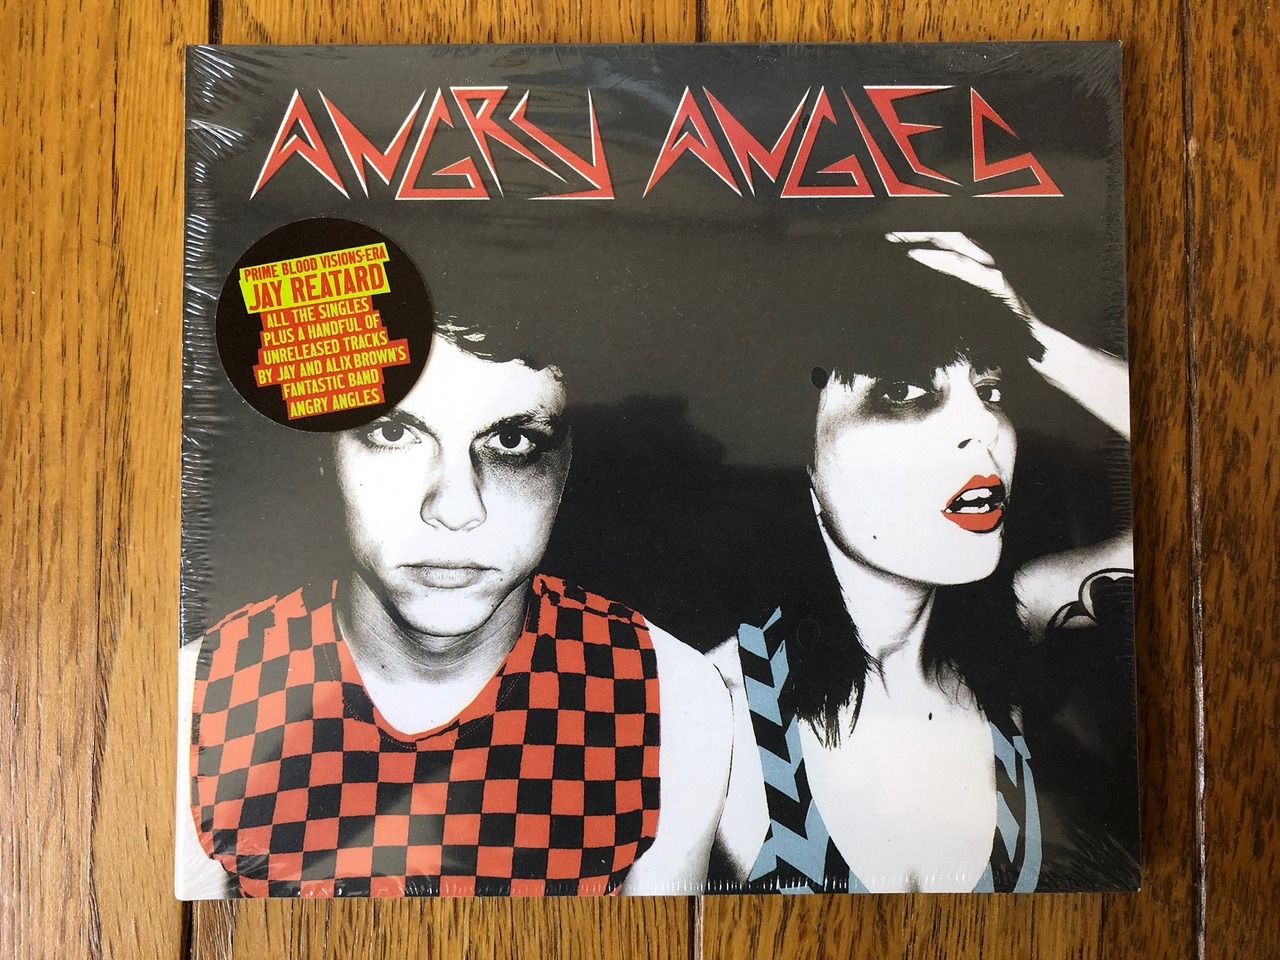 ANGRY ANGLES
PRIME BLOOD VISIONS-ERA
JAY REATARD
ALL THE SINGLES
PLUS A HANDFUL OF
UNRELEASED TRACKS
BY JAY AND ALIX BROWN'S
FANTASTIC BAND
ANGRY ANGLES